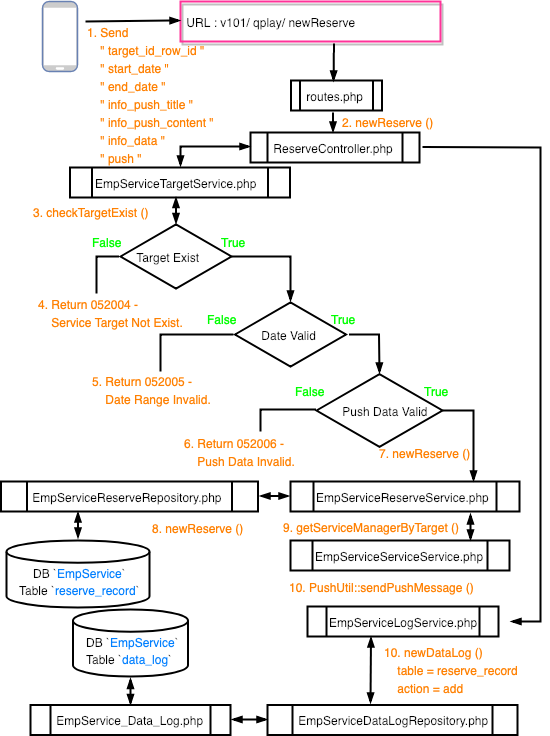 URL : v101/ qplay/ newReserve
1. Send
" target_id_row_id "
" start_date "
" end_date "
" info_push_title "
" info_push_content "
" info_data "
" push "
routes.php
2. newReserve ()
ReserveController.php
EmpServiceTargetService.php
3. checkTargetExist ()
False
True
Target Exist
4. Return 052004 -
Service Target Not Exist.
False
True
Date Valid
5. Return 052005 -
Date Range Invalid.
False
True
Push Data Valid
6. Return 052006 -
Push Data Invalid.
7. newReserve ()
EmpServiceReserveRepository.php
EmpServiceReserveService.php
8. newReserve ()
9. getServiceManagerByTarget()
EmpServiceServiceService.php
DB `EmpService`
Table `reserve_record`
10. PushUtil::sendPushMessage ()
EmpServiceLogService.php
DB `EmpService`
Table `data_log`
10. newDataLog ()
table = reserve_record
action = add
EmpService_Data_Log.php
EmpServiceDataLogRepository.php